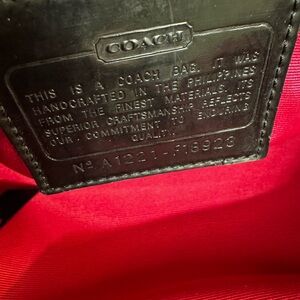 COACH
THIS IS A COACH BAG. IT WAS
HANDCRAFTED IN THE PHILIPPINES
FROM THE FINEST MATERIALS. ITS
SUPERIOR CRAFTSMANSHIP REFLECTS
OUR COMMITMENT TO ENDURING
QUALITY.
Nº A1221-F18923